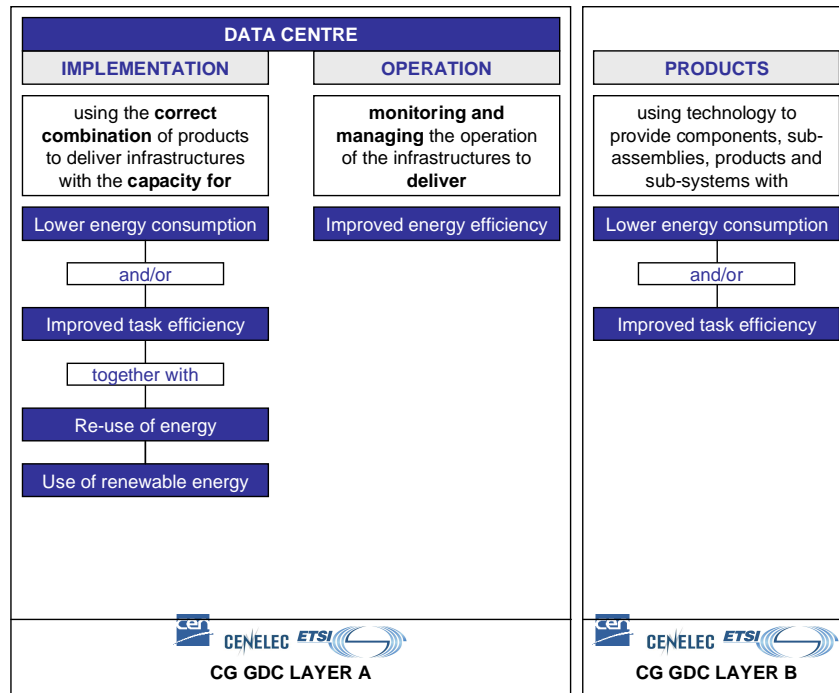 DATA CENTRE
IMPLEMENTATION
using the correct
combination of products
to deliver infrastructures
with the capacity for
Lower energy consumption
and/or
Improved task efficiency
together with
Re-use of energy
Use of renewable energy
OPERATION
monitoring and
managing the operation
of the infrastructures to
deliver
Improved energy efficiency
cen
CENELEC
ETSI
CG GDC LAYER A
PRODUCTS
using technology to
provide components, sub-
assemblies, products and
sub-systems with
Lower energy consumption
and/or
Improved task efficiency
cen
CENELEC
ETSI
CG GDC LAYER B